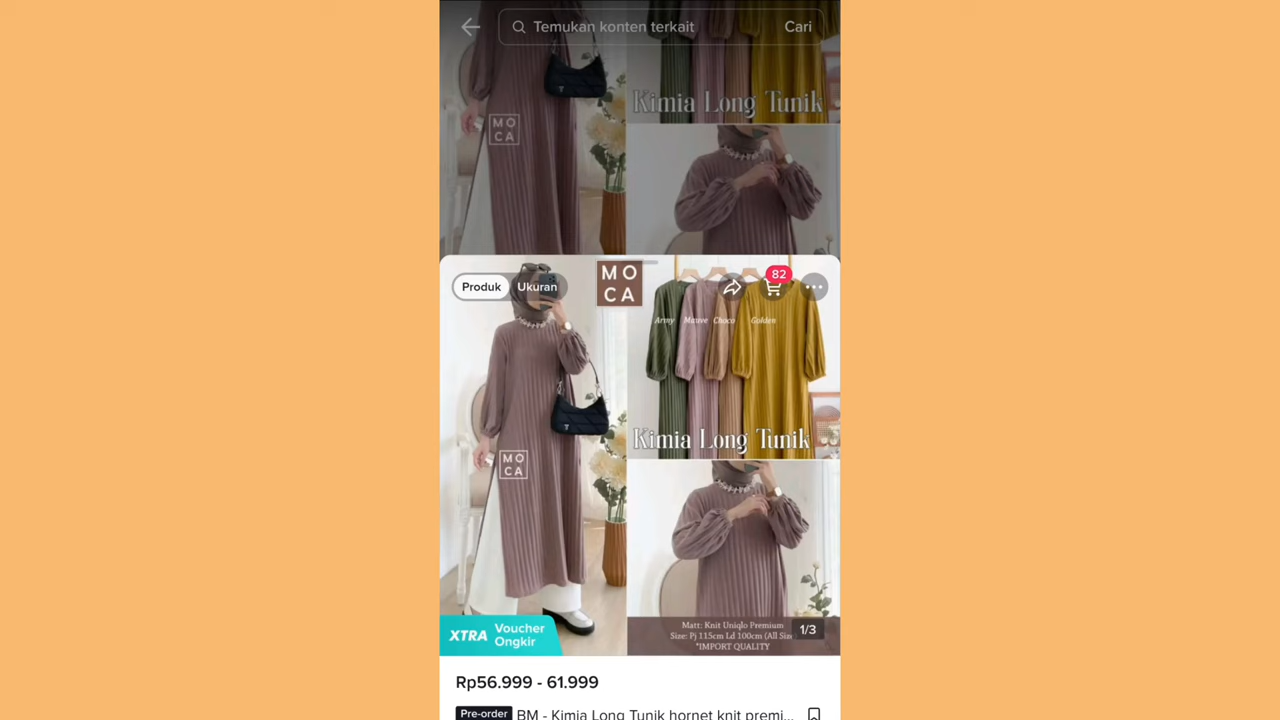 Temukan konten terkait
Cari
Kimia Long Tunik
MO
CA
Produk
Ukuran
MO
CA
82
Army Mauve Choco Golden
Kimia Long Tunik
MO
CA
Matt: Knit Uniqlo Premium
Size: Pj 115cm Ld 100cm (All Size
*IMPORT QUALITY
1/3
XTRA Voucher
Ongkir
Rp56.999 - 61.999
Pre-order BM - Kimia Long Tunik hornet knit premi...